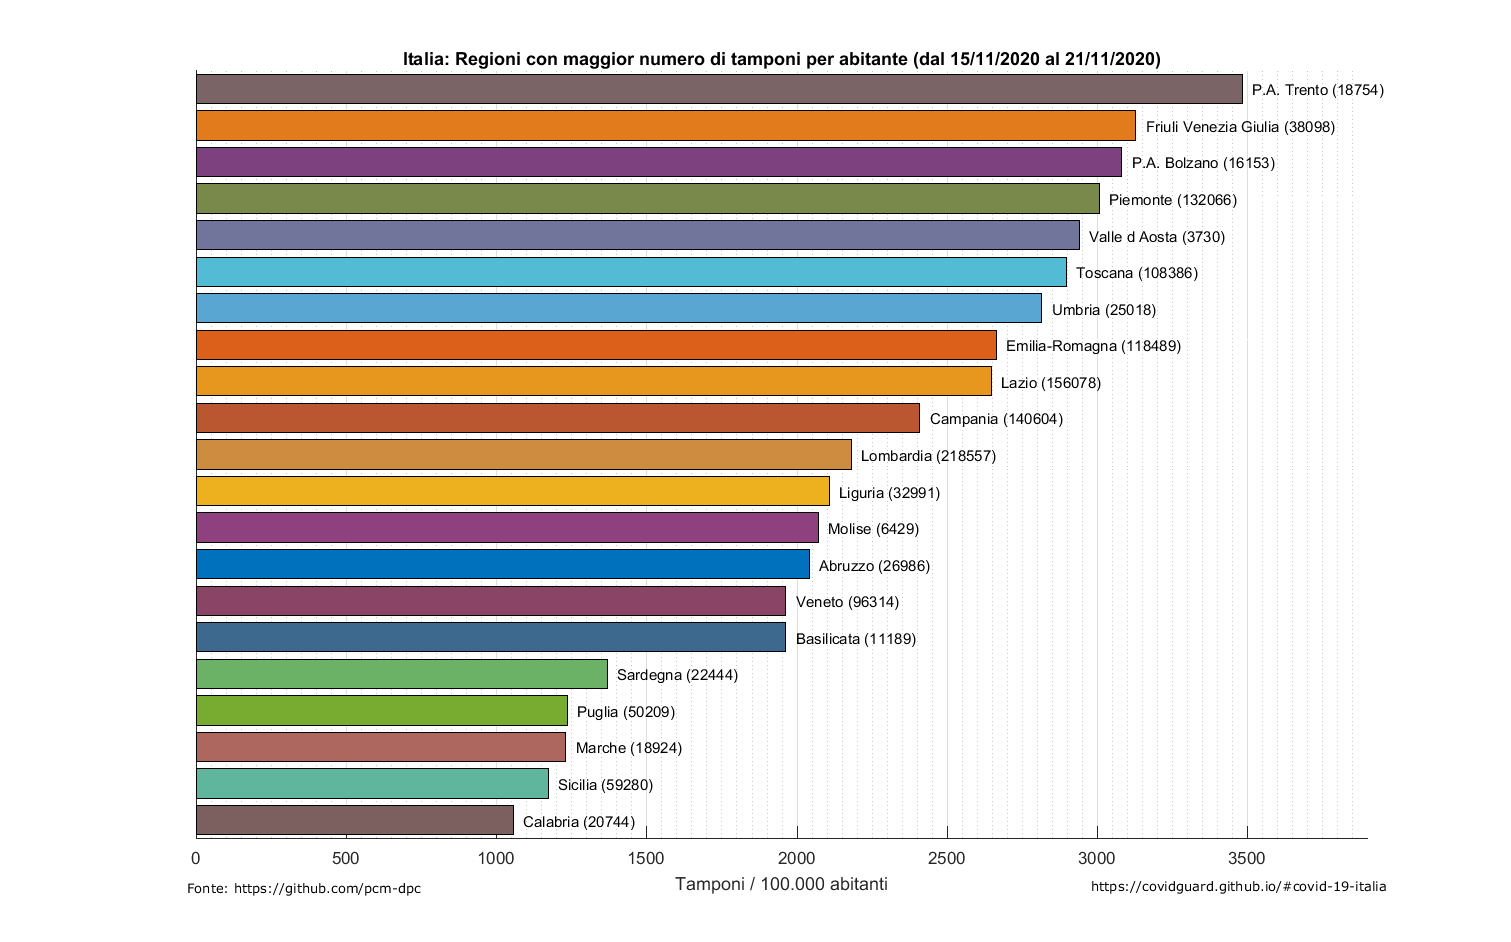 Italia: Regioni con maggior numero di tamponi per abitante (dal 15/11/2020 al 21/11/2020)
P.A. Trento (18754)
Friuli Venezia Giulia (38098)
P.A. Bolzano (16153)
Piemonte (132066)
Valle d Aosta (3730)
Toscana (108386)
Umbria (25018)
Emilia-Romagna (118489)
Lazio (156078)
Campania (140604)
Lombardia (218557)
Liguria (32991)
Molise (6429)
Abruzzo (26986)
Veneto (96314)
Basilicata (11189)
Sardegna (22444)
Puglia (50209)
Marche (18924)
Sicilia (59280)
Calabria (20744)
0 500 1000 1500 2000 2500 3000 3500
Tamponi / 100.000 abitanti
Fonte: https://github.com/pcm-dpc
https://covidguard.github.io/#covid-19-italia